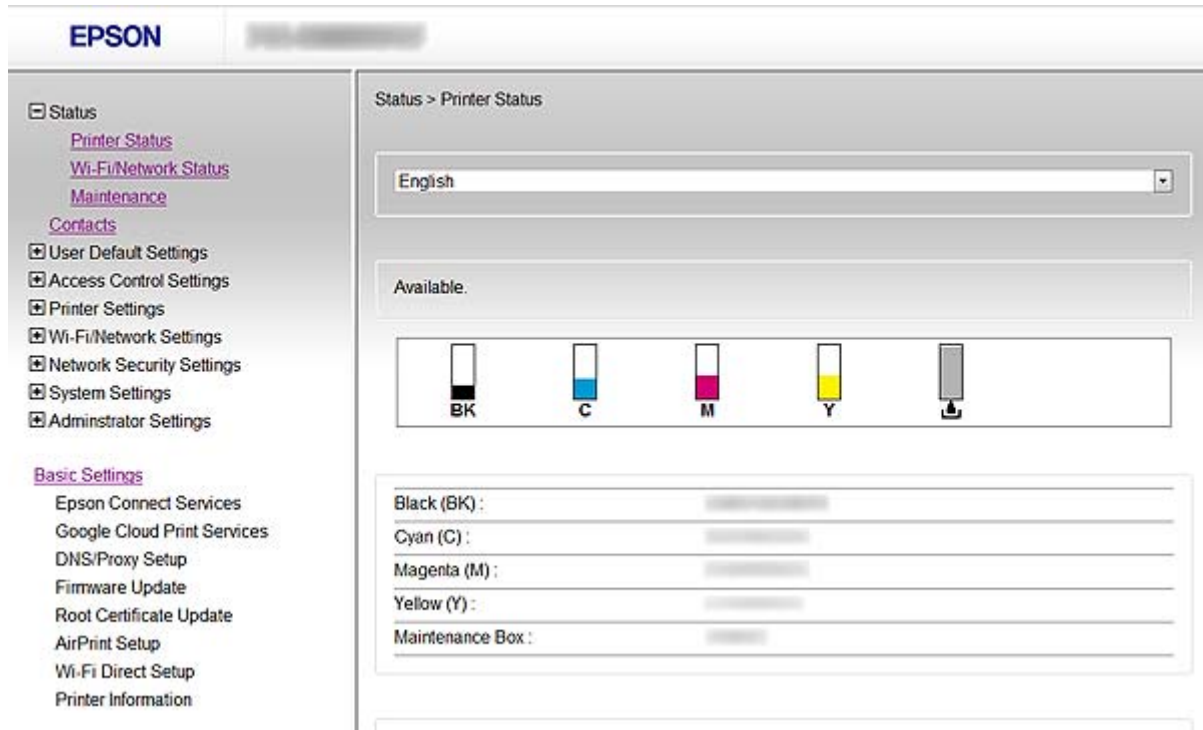 EPSON
Status
Printer Status
Wi-Fi/Network Status
Maintenance
Contacts
User Default Settings
Access Control Settings
Printer Settings
Wi-Fi/Network Settings
Network Security Settings
System Settings
Adminstrator Settings
Basic Settings
Epson Connect Services
Google Cloud Print Services
DNS/Proxy Setup
Firmware Update
Root Certificate Update
AirPrint Setup
Wi-Fi Direct Setup
Printer Information
Status > Printer Status
English
Available.
BK C M Y
Black (BK) :
Cyan (C) :
Magenta (M) :
Yellow (Y) :
Maintenance Box :